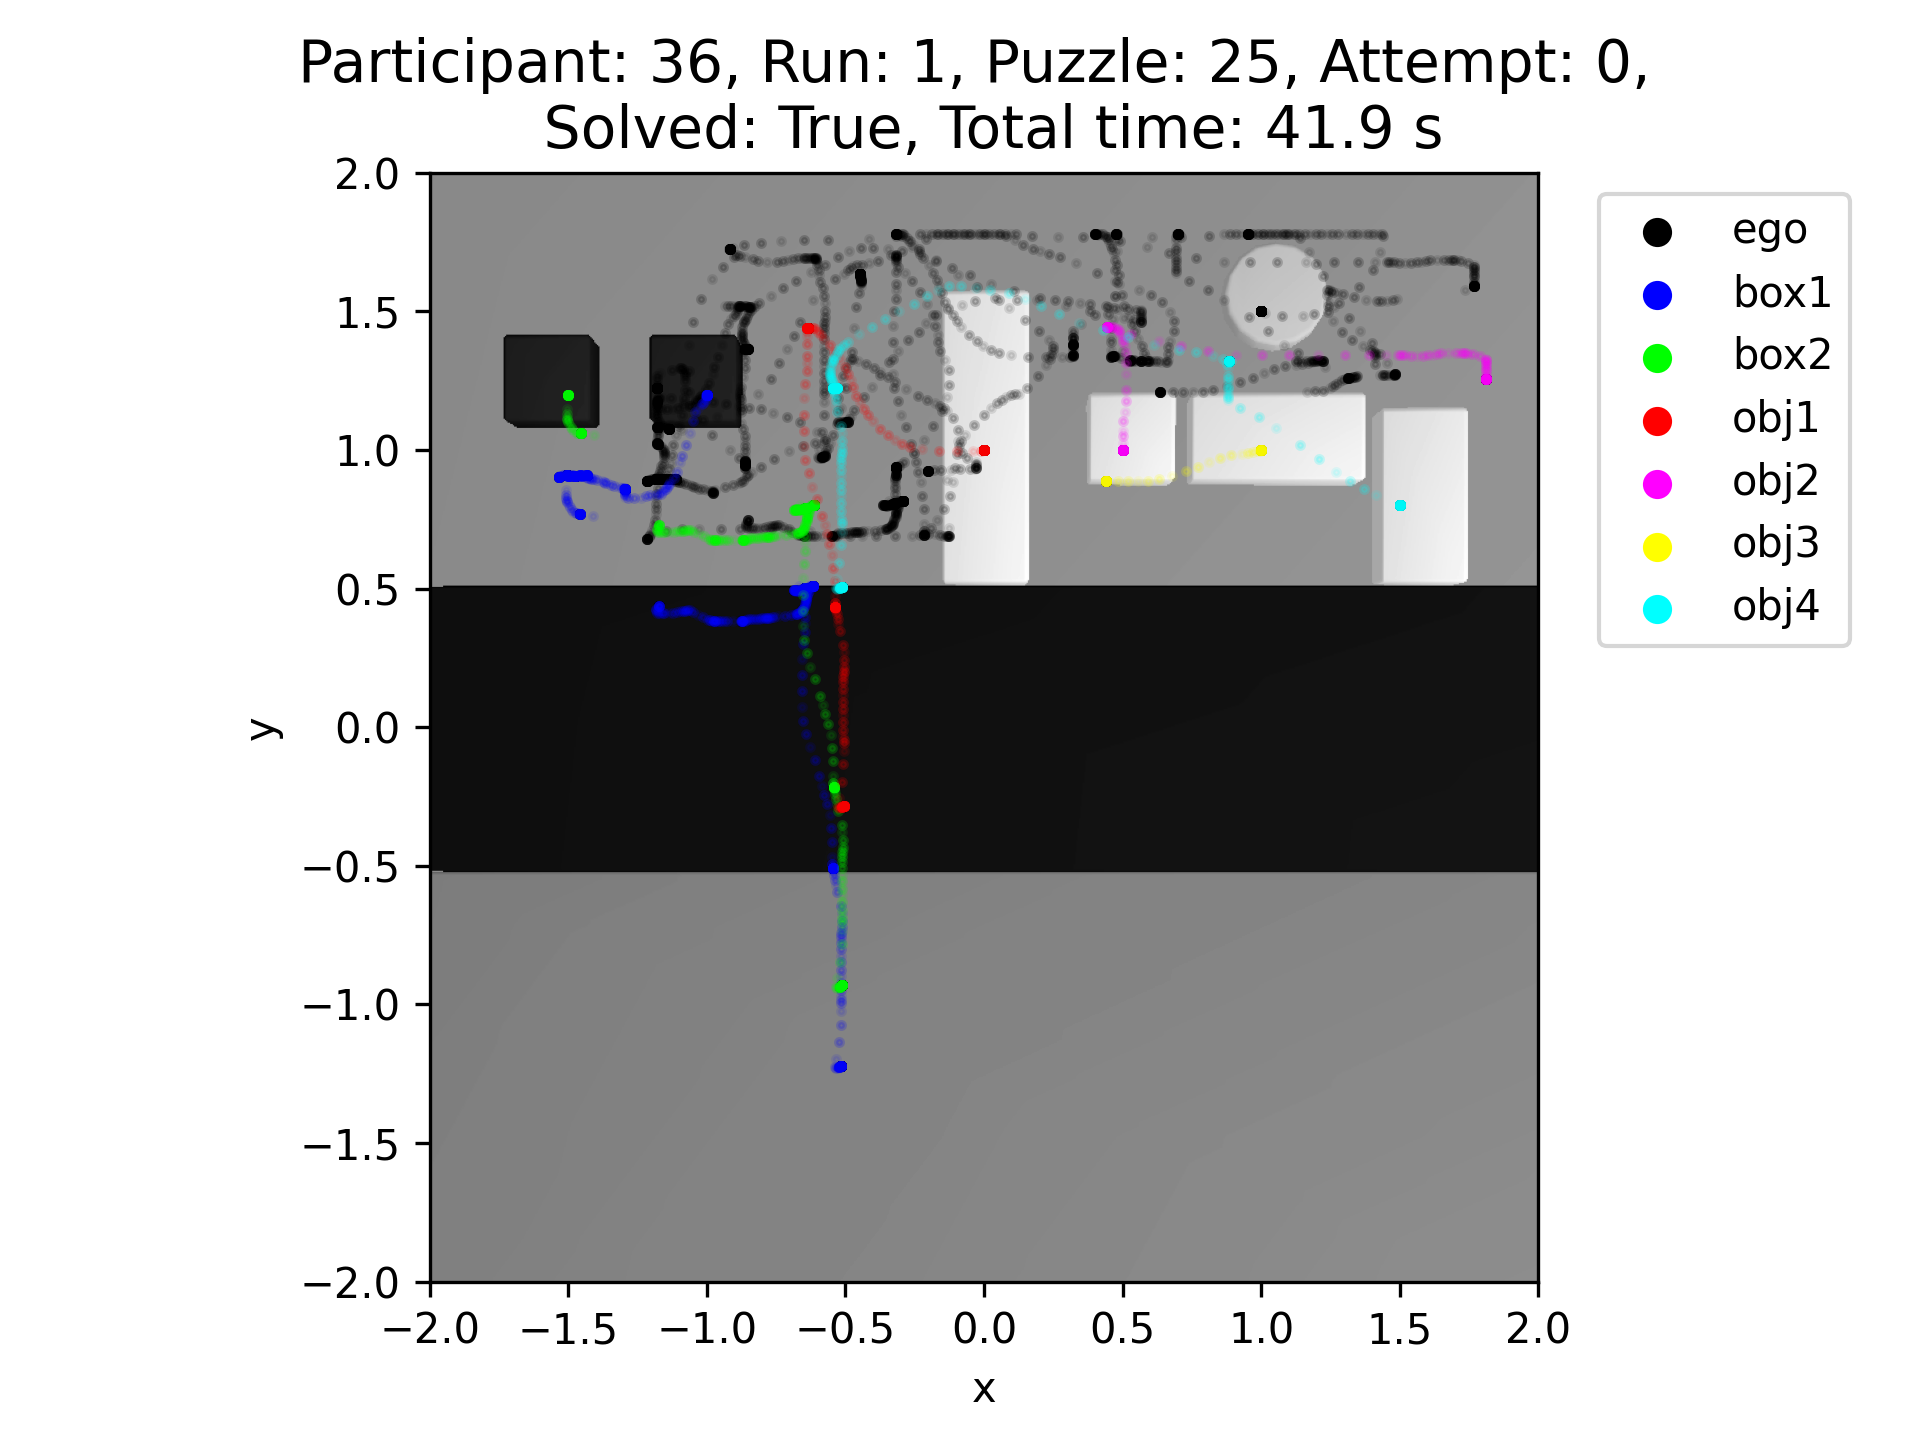 Participant: 36, Run: 1, Puzzle: 25, Attempt: 0,
Solved: True, Total time: 41.9 s
2.0
1.5
1.0
0.5
0.0
−0.5
−1.0
−1.5
−2.0
y
−2.0 −1.5 −1.0 −0.5 0.0 0.5 1.0 1.5 2.0
x
ego
box1
box2
obj1
obj2
obj3
obj4